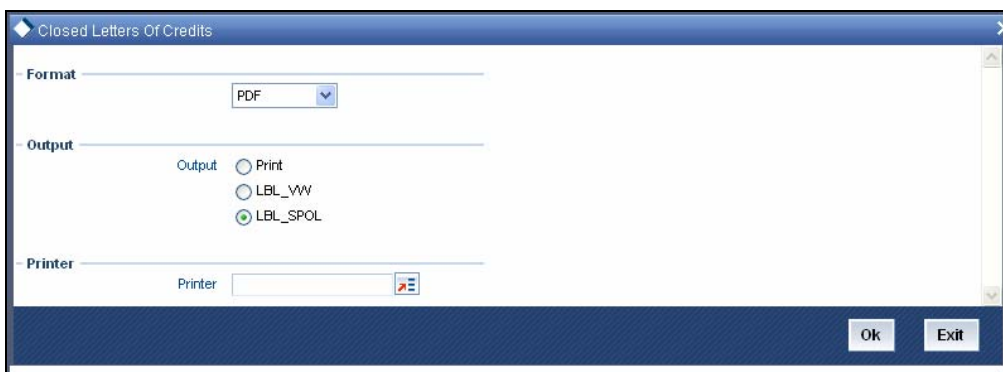 Closed Letters Of Credits
Format
PDF
Output
Output Print
LBL_VW
LBL_SPOL
Printer
Printer
Ok Exit